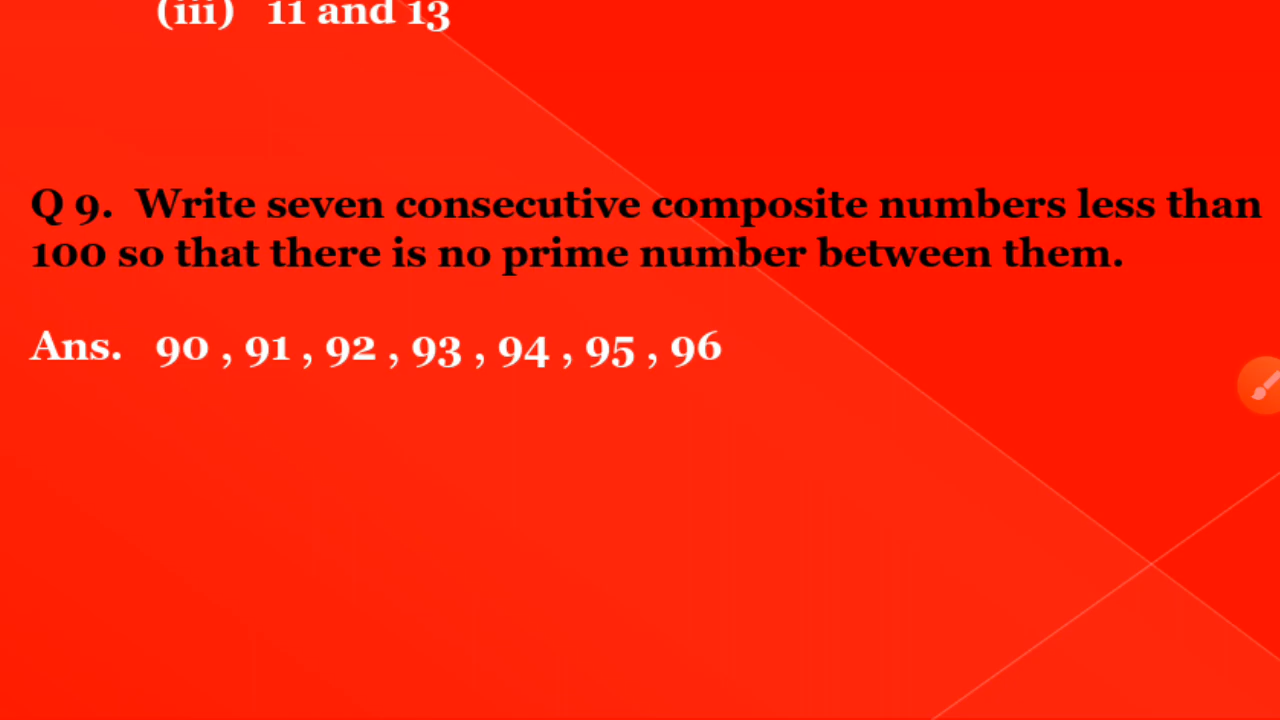 (iii) 11 and 13
Q 9. Write seven consecutive composite numbers less than
100 so that there is no prime number between them.
Ans. 90 , 91 , 92 , 93 , 94 , 95 , 96